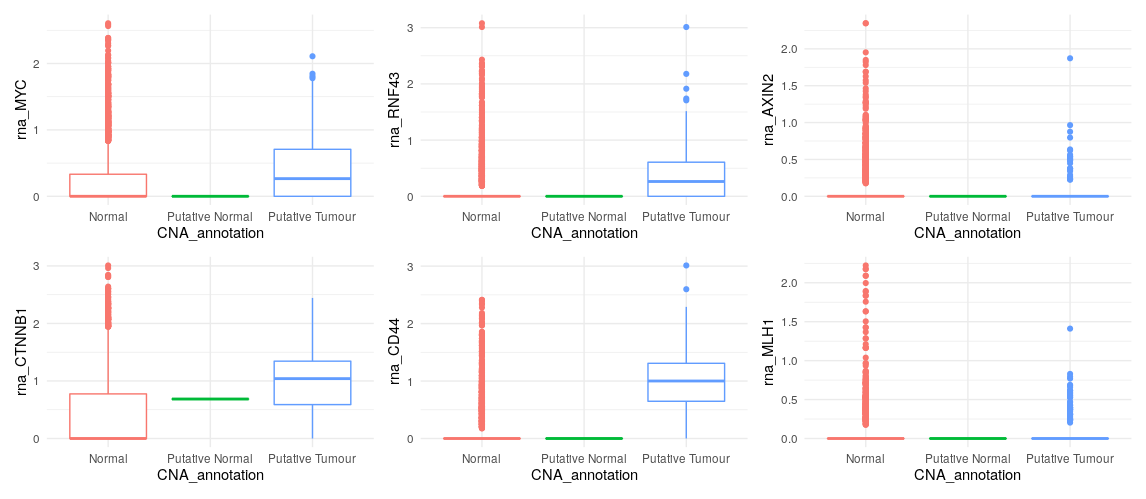 rna_MYC
2
1
0
Normal
Putative Normal
Putative Tumour
CNA_annotation
rna_RNF43
3
2
1
0
Normal
Putative Normal
Putative Tumour
CNA_annotation
rna_AXIN2
2.0
1.5
1.0
0.5
0.0
Normal
Putative Normal
Putative Tumour
CNA_annotation
rna_CTNNB1
3
2
1
0
Normal
Putative Normal
Putative Tumour
CNA_annotation
rna_CD44
3
2
1
0
Normal
Putative Normal
Putative Tumour
CNA_annotation
rna_MLH1
2.0
1.5
1.0
0.5
0.0
Normal
Putative Normal
Putative Tumour
CNA_annotation